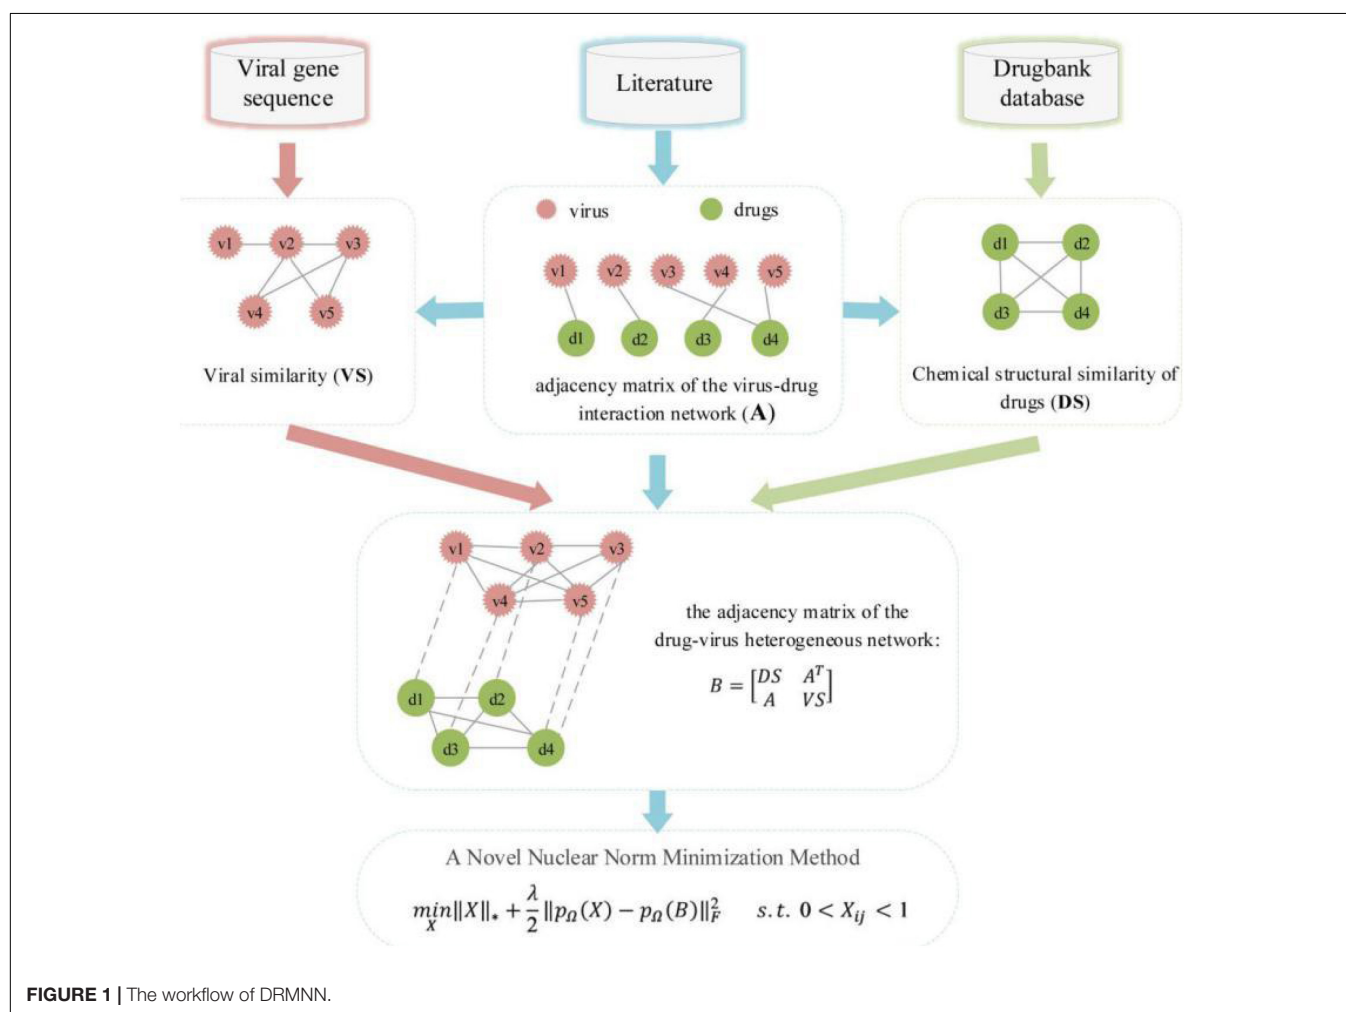 Viral gene
sequence
Literature
Drugbank
database
virus
drugs
v1
v2
v3
v4
v5
Viral similarity (VS)
v1
v2
v3
v4
v5
d1
d2
d3
d4
adjacency matrix of the virus-drug
interaction network (A)
d1
d2
d3
d4
Chemical structural similarity of
drugs (DS)
v1
v2
v3
v4
v5
d1
d2
d3
d4
the adjacency matrix of the
drug-virus heterogeneous network:
B = [DS A^T
A VS]
A Novel Nuclear Norm Minimization Method
min_X ||X||_* + λ/2 ||p_Ω(X) − p_Ω(B)||_F^2 s.t. 0 < X_ij < 1
FIGURE 1 | The workflow of DRMNN.